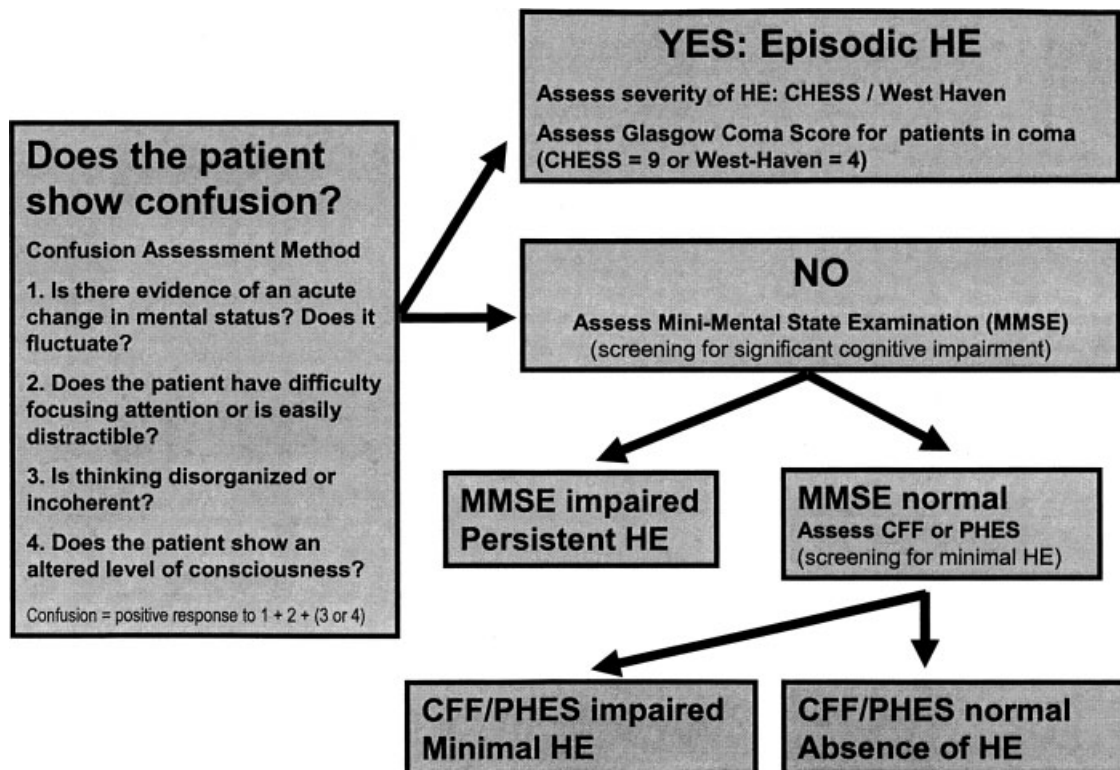 Does the patient
show confusion?
Confusion Assessment Method
1. Is there evidence of an acute
change in mental status? Does it
fluctuate?
2. Does the patient have difficulty
focusing attention or is easily
distractible?
3. Is thinking disorganized or
incoherent?
4. Does the patient show an
altered level of consciousness?
Confusion = positive response to 1 + 2 + (3 or 4)
YES: Episodic HE
Assess severity of HE: CHESS / West Haven
Assess Glasgow Coma Score for patients in coma
(CHESS = 9 or West-Haven = 4)
NO
Assess Mini-Mental State Examination (MMSE)
(screening for significant cognitive impairment)
MMSE impaired
Persistent HE
MMSE normal
Assess CFF or PHES
(screening for minimal HE)
CFF/PHES impaired
Minimal HE
CFF/PHES normal
Absence of HE